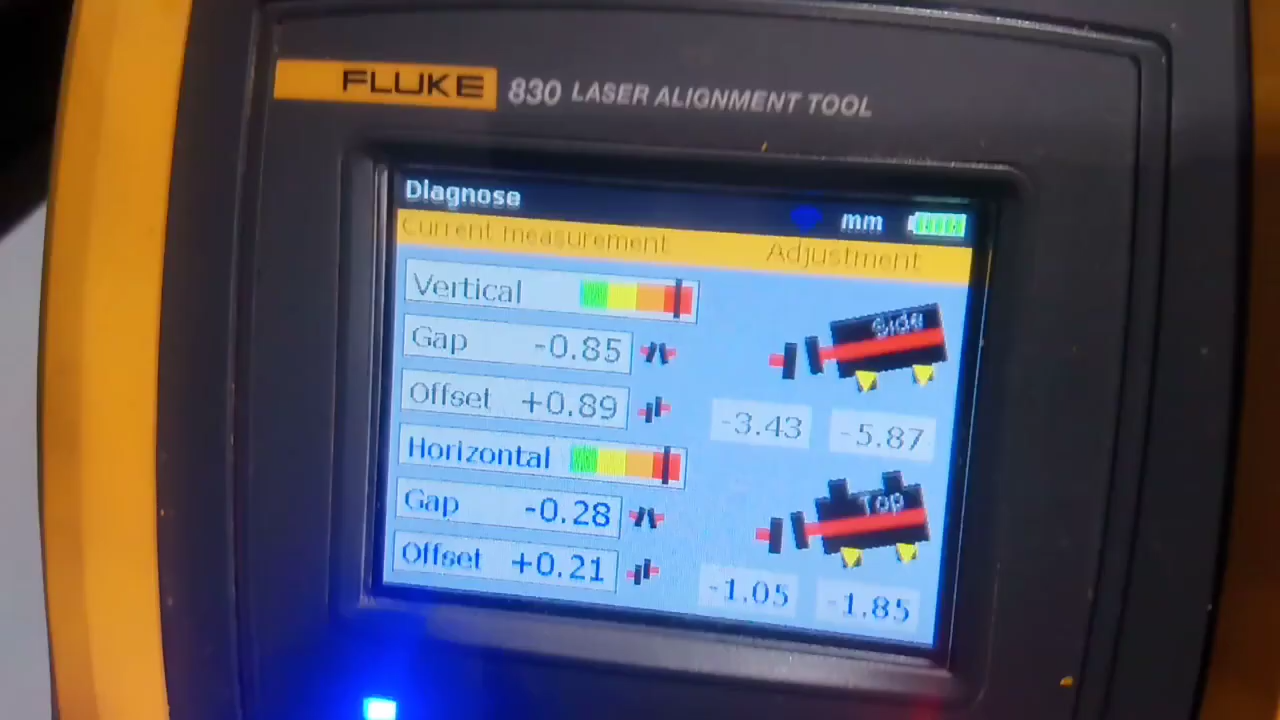 FLUKE 830 LASER ALIGNMENT TOOL
Diagnose mm
Current measurement Adjustment
Vertical
Side
Gap -0.85
Offset +0.89
-3.43 -5.87
Horizontal
Top
Gap -0.28
Offset +0.21
-1.05 -1.85